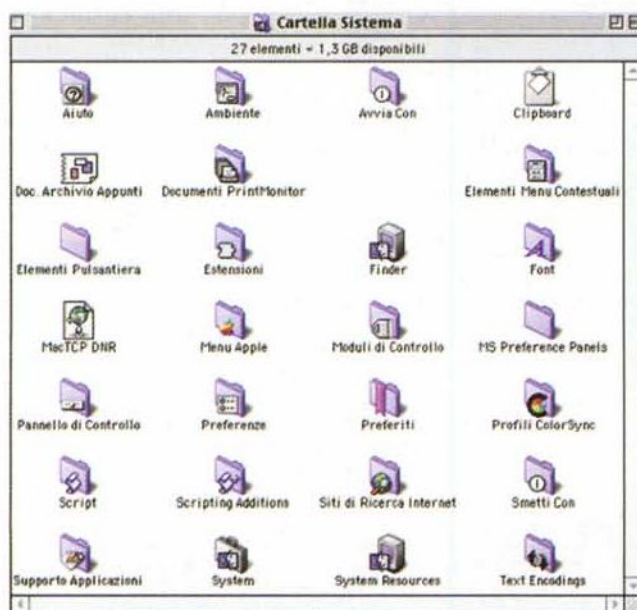 Cartella Sistema
27 elementi - 1,3 GB disponibili
Aiuto Ambiente Avvia Con Clipboard
Doc. Archivio Appunti Documenti PrintMonitor Elementi Menu Contestuali
Elementi Pulsantiera Estensioni Finder Font
MacTCP DNR Menu Apple Moduli di Controllo MS Preference Panels
Pannello di Controllo Preferenze Preferiti Profili ColorSync
Script Scripting Additions Siti di Ricerca Internet Smetti Con
Supporto Applicazioni System System Resources Text Encodings